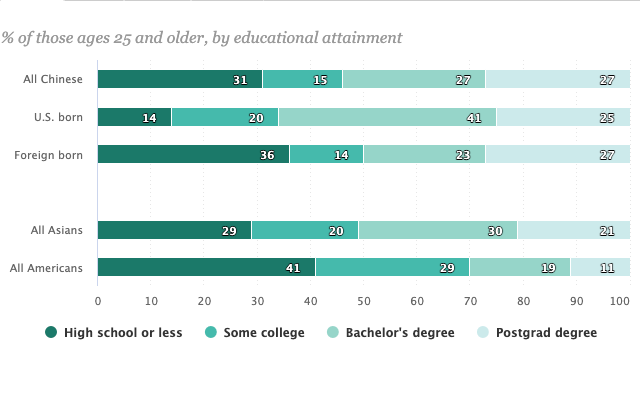 % of those ages 25 and older, by educational attainment
All Chinese 31 15 27 27
U.S. born 14 20 41 25
Foreign born 36 14 23 27
All Asians 29 20 30 21
All Americans 41 29 19 11
0 10 20 30 40 50 60 70 80 90 100
High school or less Some college Bachelor's degree Postgrad degree